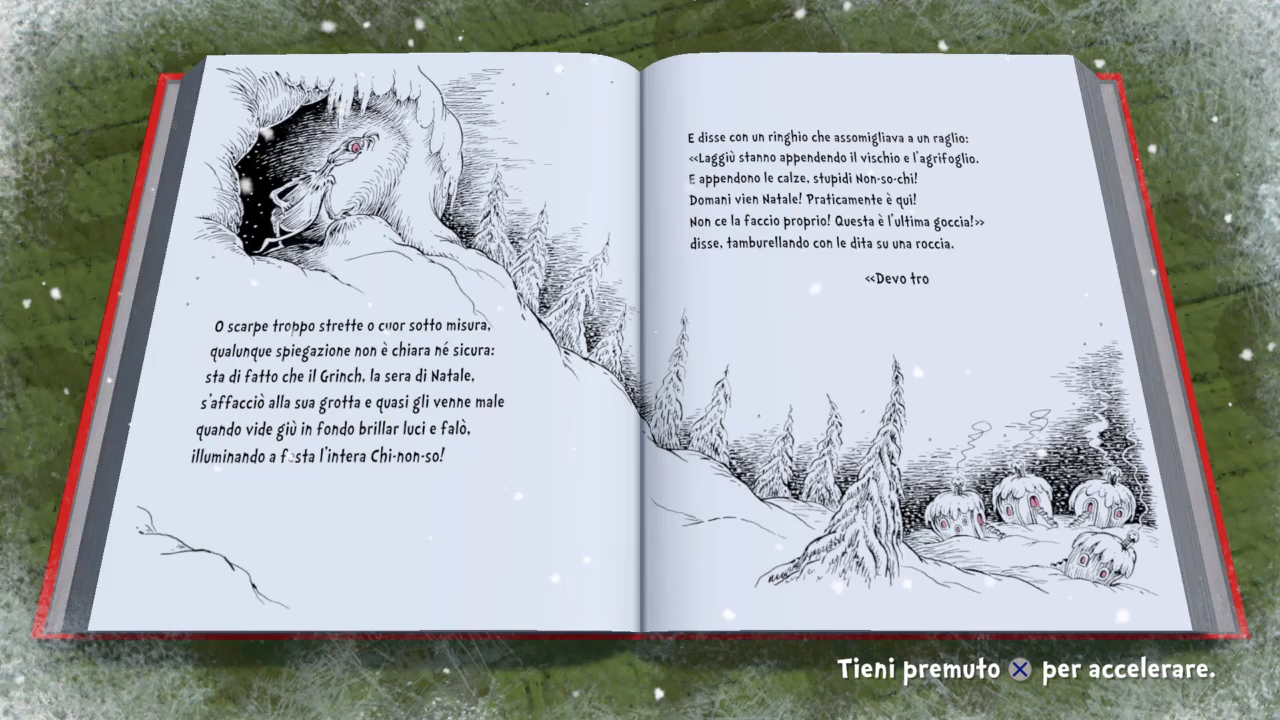 O scarpe troppo strette o cuor sotto misura,
qualunque spiegazione non è chiara né sicura:
sta di fatto che il Grinch, la sera di Natale,
s'affacciò alla sua grotta e quasi gli venne male
quando vide giù in fondo brillar luci e falò,
illuminando a festa l'intera Chi-non-so!
E disse con un ringhio che assomigliava a un raglio:
<<Laggiù stanno appendendo il vischio e l'agrifoglio.
E appendono le calze, stupidi Non-so-chi!
Domani vien Natale! Praticamente è qui!
Non ce la faccio proprio! Questa è l'ultima goccia!>>
disse, tamburellando con le dita su una roccia.
<<Devo tro
Tieni premuto ⨂ per accelerare.